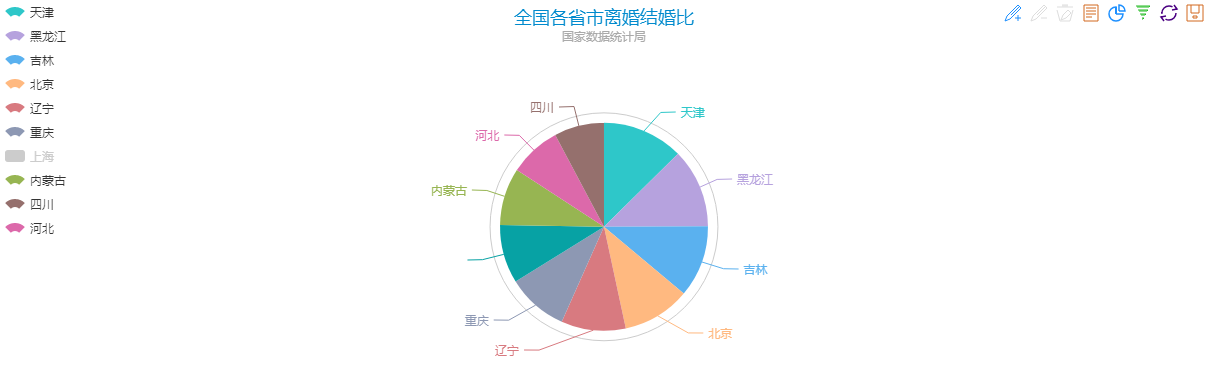 全国各省市离婚结婚比
国家数据统计局
天津
黑龙江
吉林
北京
辽宁
重庆
上海
内蒙古
四川
河北
四川
天津
河北
黑龙江
内蒙古
吉林
重庆
北京
辽宁